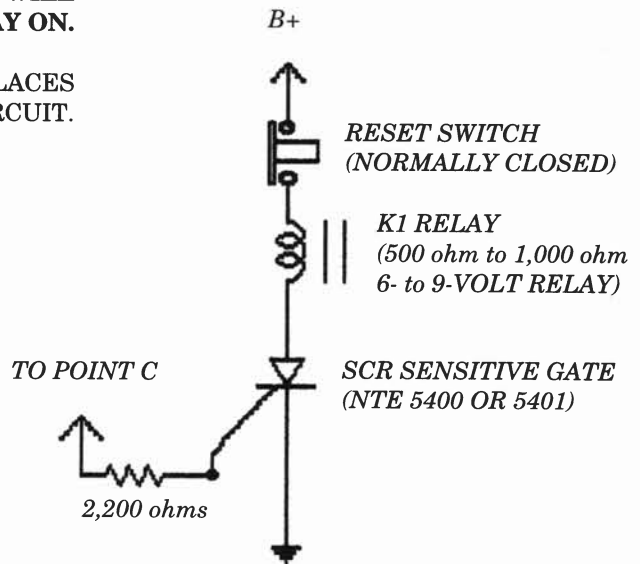 AY ON.
LACES
RCUIT.
B+
RESET SWITCH
(NORMALLY CLOSED)
K1 RELAY
(500 ohm to 1,000 ohm
6- to 9-VOLT RELAY)
TO POINT C
SCR SENSITIVE GATE
(NTE 5400 OR 5401)
2,200 ohms